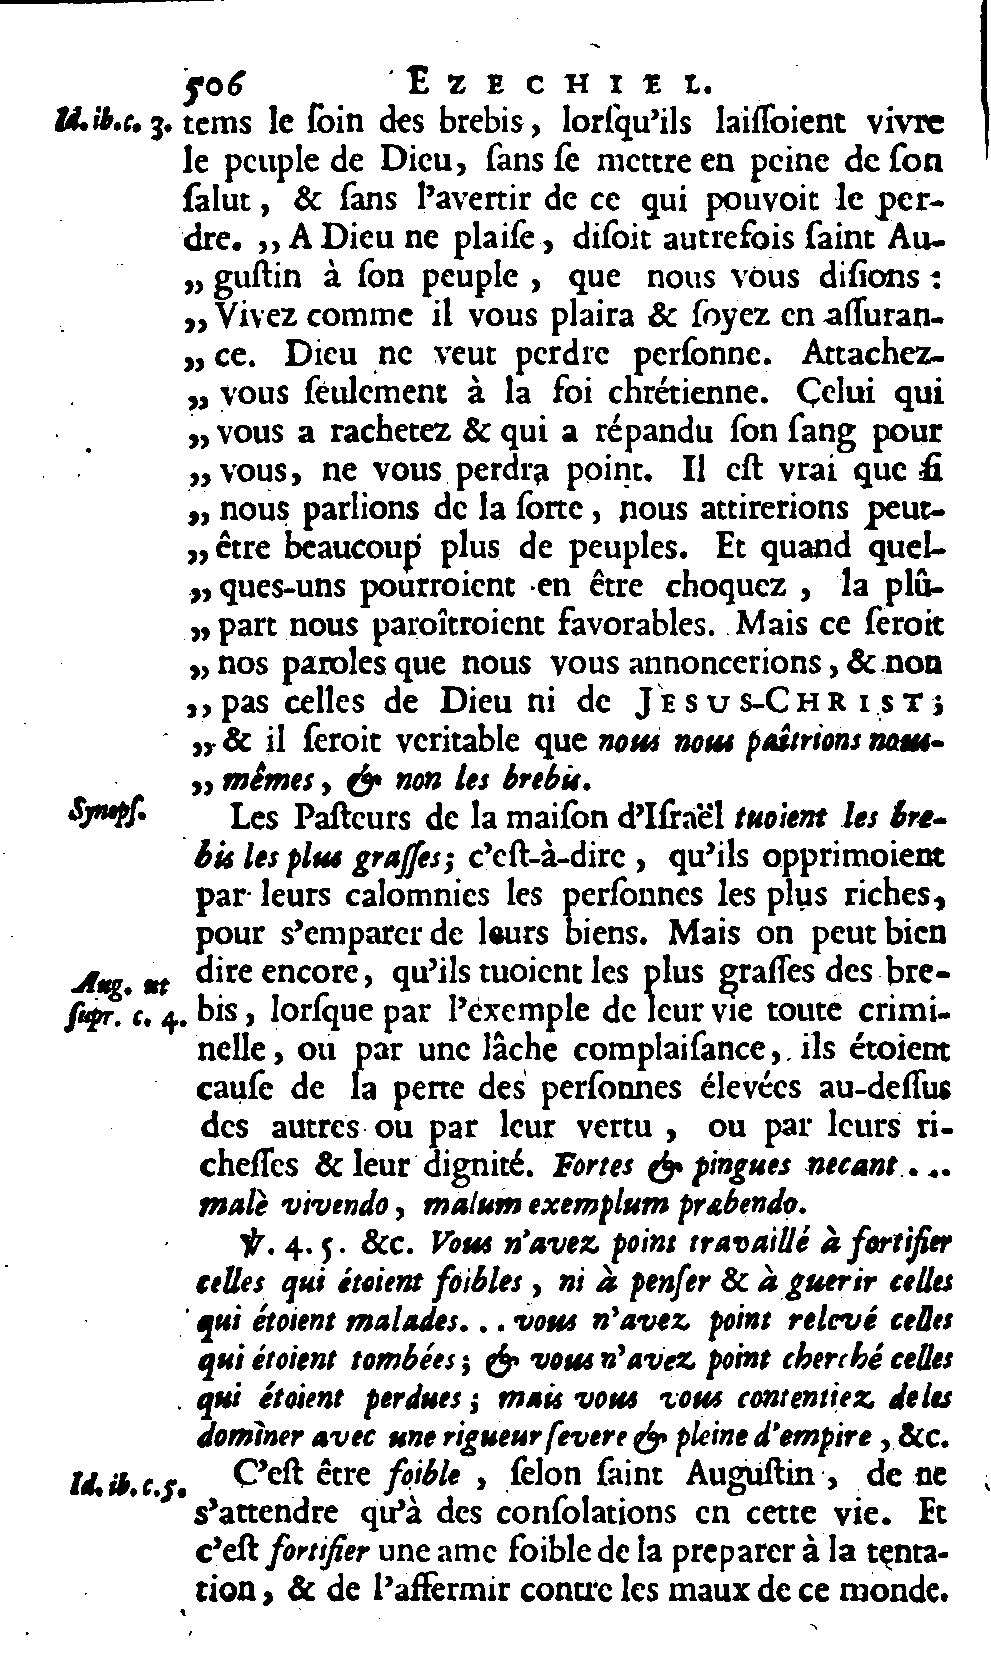 506 EZECHIEL.
Id. ib. c. 3. tems le ſoin des brebis, lorſqu'ils laiſſoient vivre
le peuple de Dieu, ſans ſe mettre en peine de ſon
ſalut, & ſans l'avertir de ce qui pouvoit le per-
dre. ,, A Dieu ne plaiſe, diſoit autrefois ſaint Au-
,, guſtin à ſon peuple, que nous vous diſions :
,, Vivez comme il vous plaira & ſoyez en aſſuran-
,, ce. Dieu ne veut perdre perſonne. Attachez-
,, vous ſeulement à la foi chrétienne. Celui qui
,, vous a rachetez & qui a répandu ſon ſang pour
,, vous, ne vous perdra point. Il eſt vrai que ſi
,, nous parlions de la ſorte, nous attirerions peut-
,, être beaucoup plus de peuples. Et quand quel-
,, ques-uns pourroient en être choquez, la plû-
,, part nous paroîtroient favorables. Mais ce ſeroit
,, nos paroles que nous vous annoncerions, & non
,, pas celles de Dieu ni de JESUS-CHRIST;
,, & il ſeroit veritable que nous nous paîtrions nous-
,, mêmes, & non les brebis.
Synopſ. Les Paſteurs de la maiſon d'Iſraël tuoient les bre-
bis les plus graſſes; c'eſt-à-dire, qu'ils opprimoient
par leurs calomnies les perſonnes les plus riches,
pour s'emparer de leurs biens. Mais on peut bien
Aug. ut dire encore, qu'ils tuoient les plus graſſes des bre-
ſupr. c. 4. bis, lorſque par l'exemple de leur vie toute crimi-
nelle, ou par une lâche complaiſance, ils étoient
cauſe de la perte des perſonnes élevées au-deſſus
des autres ou par leur vertu, ou par leurs ri-
cheſſes & leur dignité. Fortes & pingues necant...
malè vivendo, malum exemplum præbendo.
℣. 4. 5. &c. Vous n'avez point travaillé à fortifier
celles qui étoient foibles, ni à penſer & à guerir celles
qui étoient malades... vous n'avez point relevé celles
qui étoient tombées; & vous n'avez point cherché celles
qui étoient perdues; mais vous vous contentiez de les
dominer avec une rigueur ſevere & pleine d'empire, &c.
Id. ib. c. 5. C'eſt être foible, ſelon ſaint Auguſtin, de ne
s'attendre qu'à des conſolations en cette vie. Et
c'eſt fortifier une ame foible de la preparer à la tenta-
tion, & de l'affermir contre les maux de ce monde.